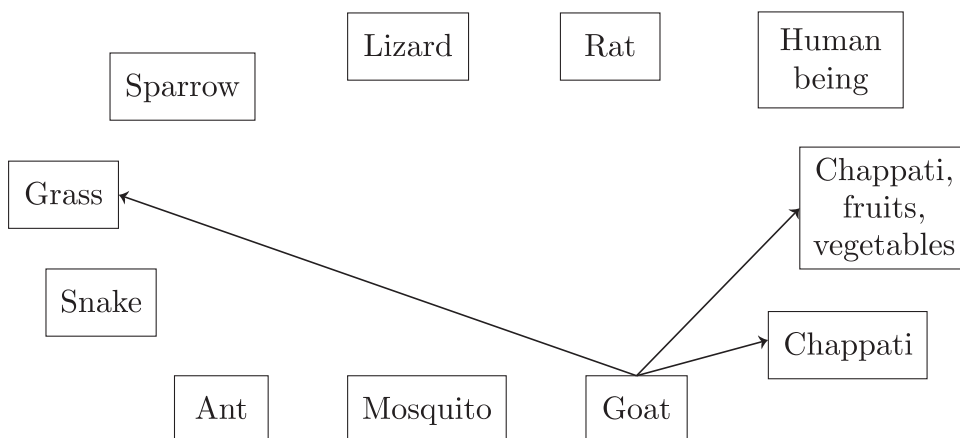 Lizard
Rat
Human
being
Sparrow
Grass
Chappati,
fruits,
vegetables
Snake
Chappati
Ant
Mosquito
Goat